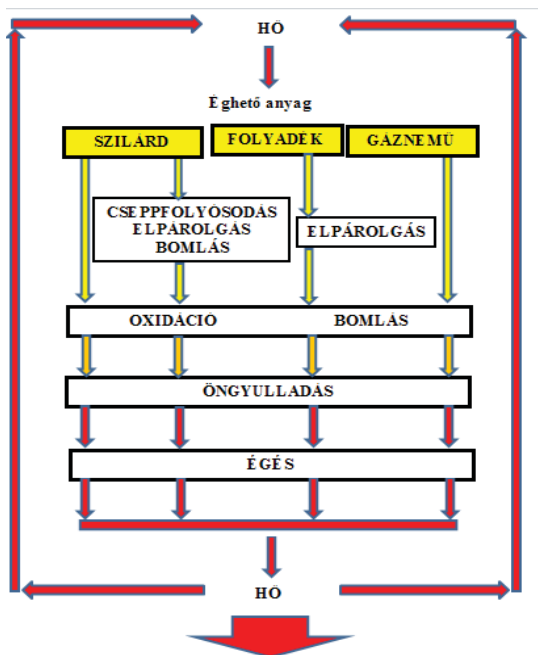 HŐ
Éghető anyag
SZILÁRD
FOLYADÉK
GÁZNEMŰ
CSEPPFOLYÓSODÁS
ELPÁROLGÁS
BOMLÁS
ELPÁROLGÁS
OXIDÁCIÓ BOMLÁS
ÖNGYULLADÁS
ÉGÉS
HŐ